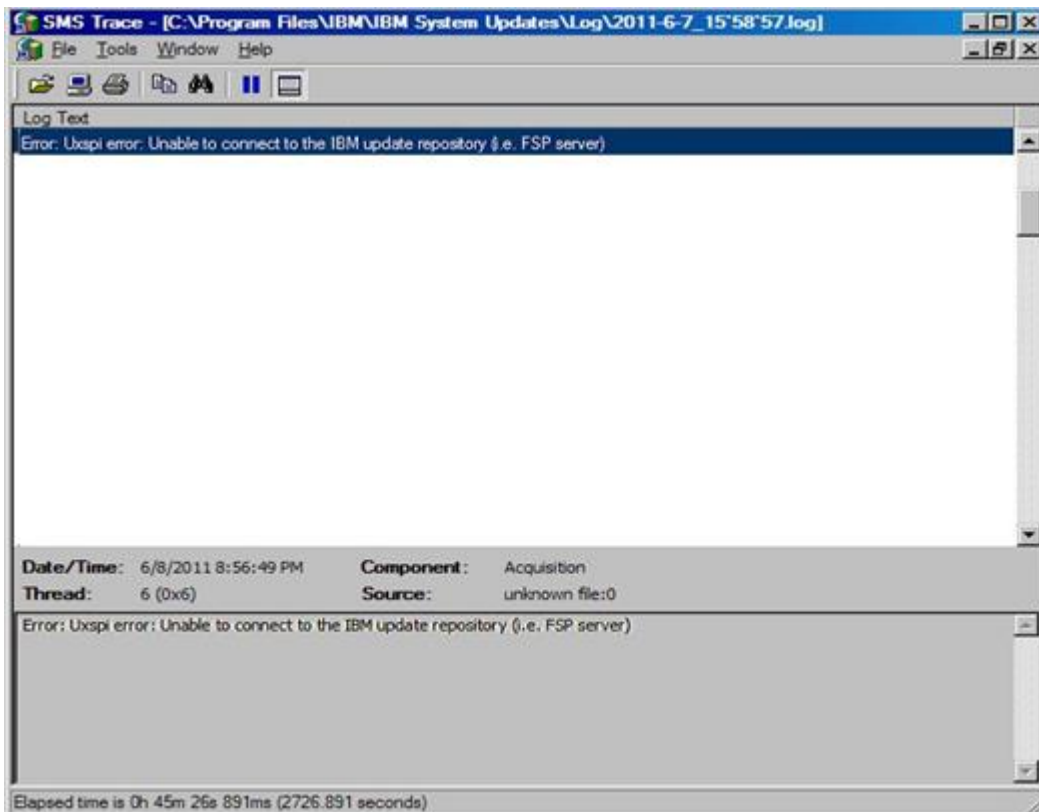 SMS Trace - [C:\Program Files\IBM\IBM System Updates\Log\2011-6-7_15`58`57.log]
File Tools Window Help
Log Text
Error: Uxspi error: Unable to connect to the IBM update repository (i.e. FSP server)
Date/Time: 6/8/2011 8:56:49 PM Component: Acquisition
Thread: 6 (0x6) Source: unknown file:0
Error: Uxspi error: Unable to connect to the IBM update repository (i.e. FSP server)
Elapsed time is 0h 45m 26s 891ms (2726.891 seconds)